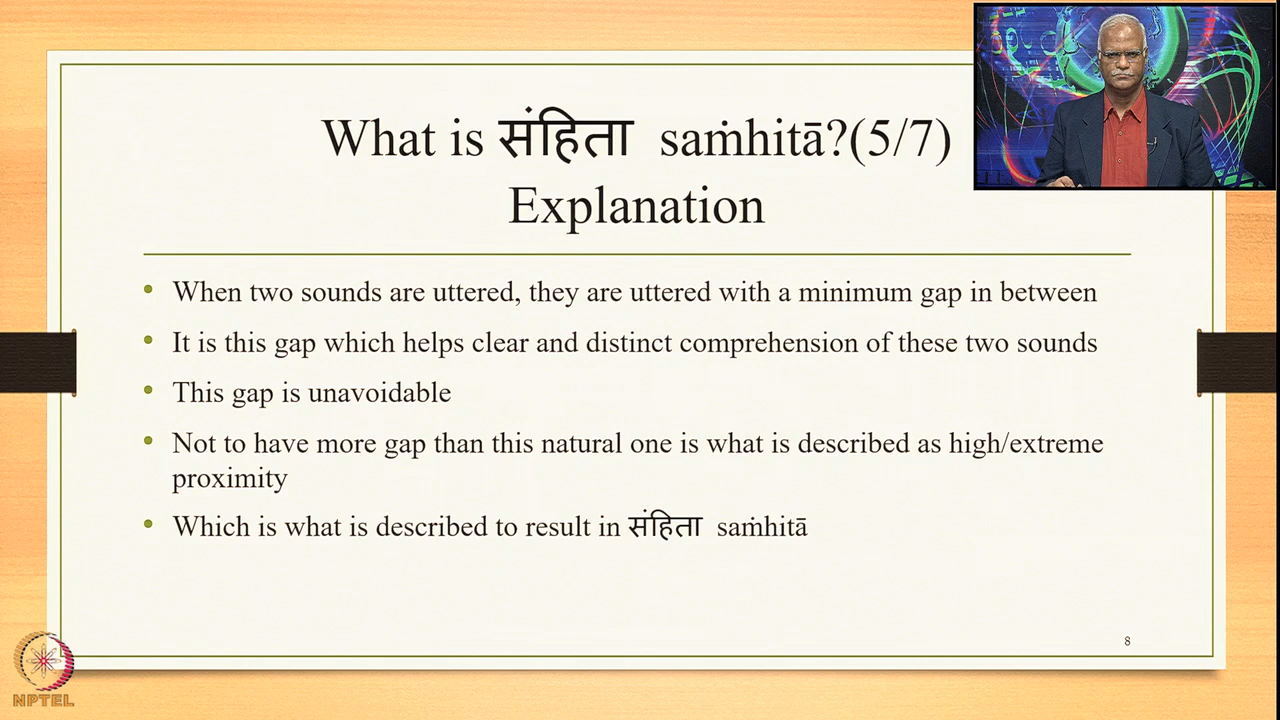 What is संहिता saṁhitā?(5/7)
Explanation
• When two sounds are uttered, they are uttered with a minimum gap in between
• It is this gap which helps clear and distinct comprehension of these two sounds
• This gap is unavoidable
• Not to have more gap than this natural one is what is described as high/extreme
proximity
• Which is what is described to result in संहिता saṁhitā
8
NPTEL